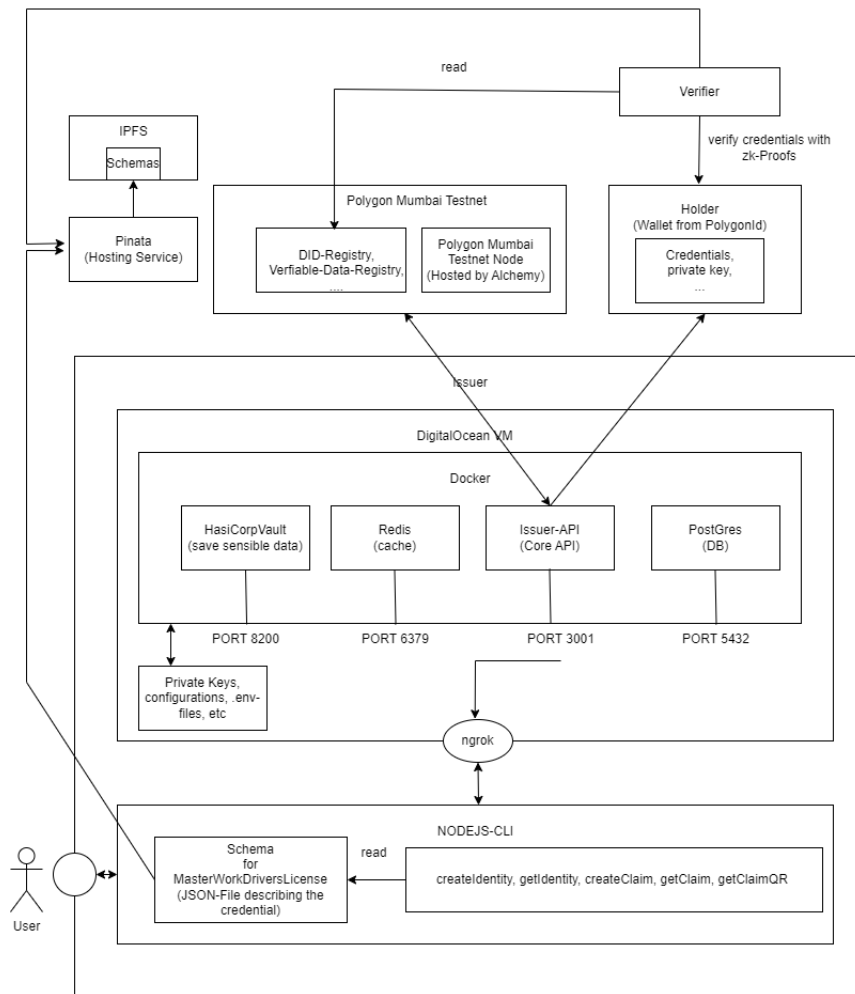 read
Verifier
IPFS
Schemas
verify credentials with
zk-Proofs
Polygon Mumbai Testnet
Holder
(Wallet from PolygonId)
Pinata
(Hosting Service)
DID-Registry,
Verfiable-Data-Registry,
....
Polygon Mumbai
Testnet Node
(Hosted by Alchemy)
Credentials,
private key,
...
Issuer
DigitalOcean VM
Docker
HasiCorpVault
(save sensible data)
Redis
(cache)
Issuer-API
(Core API)
PostGres
(DB)
PORT 8200
PORT 6379
PORT 3001
PORT 5432
Private Keys,
configurations, .env-
files, etc
ngrok
NODEJS-CLI
Schema
for
MasterWorkDriversLicense
(JSON-File describing the
credential)
read
createIdentity, getIdentity, createClaim, getClaim, getClaimQR
User